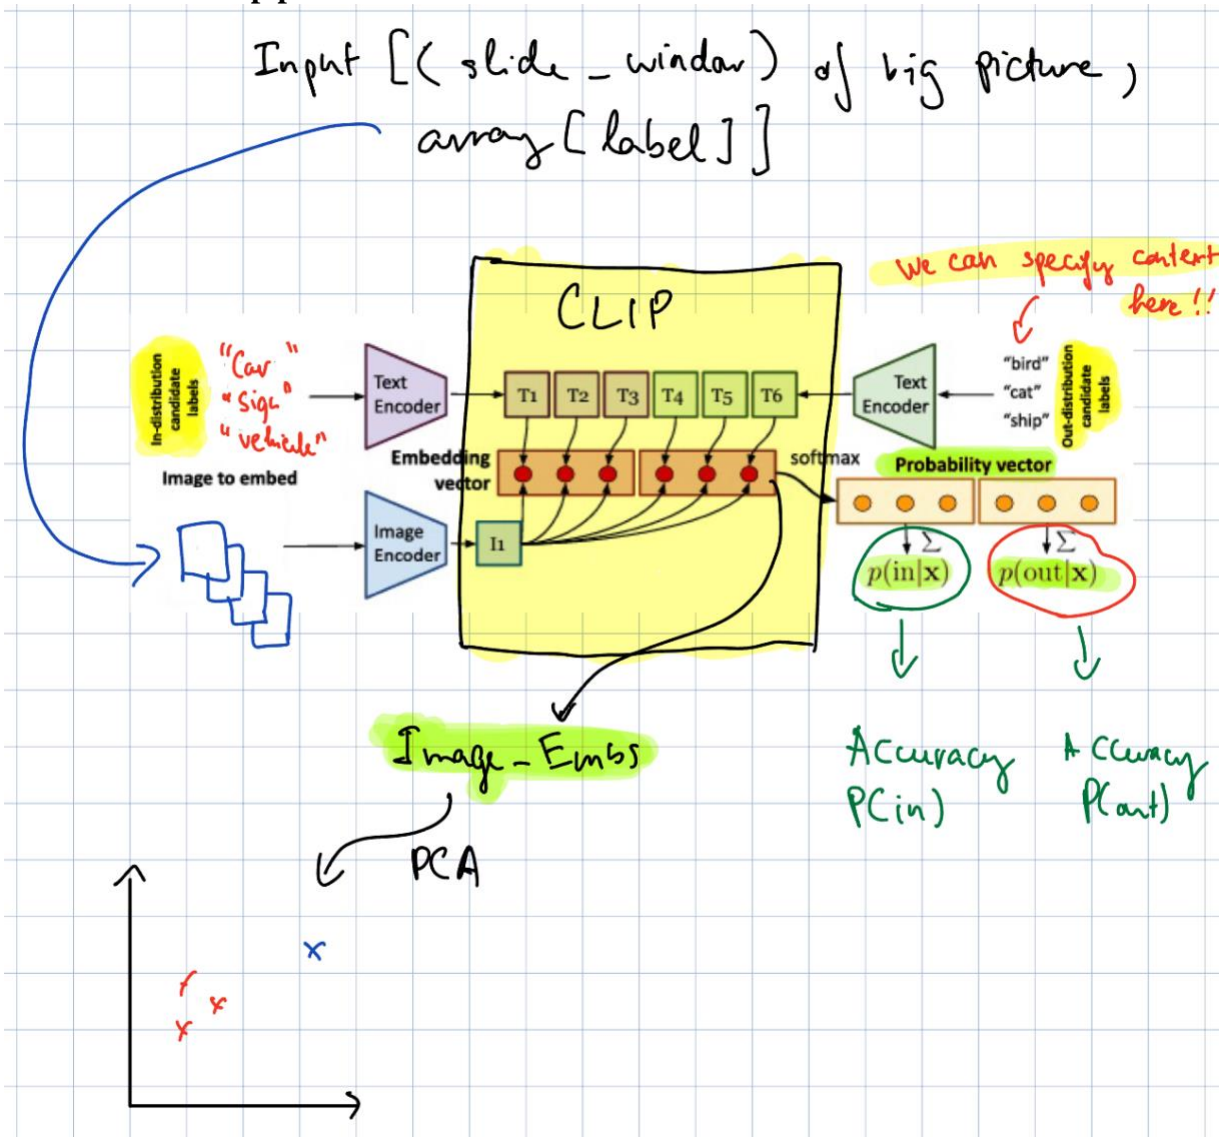 Input [(slide_window) of big picture,
array [label]]
We can specify context
here!!
CLIP
In-distribution
candidate
labels
"Car"
"Sign"
"vehicule"
Text
Encoder
T1 T2 T3 T4 T5 T6
Text
Encoder
"bird"
"cat"
"ship"
Out-distribution
candidate
labels
Image to embed
Embedding
vector
softmax
Probability vector
Image
Encoder
I1
Σ
p(in|x)
Σ
p(out|x)
Image_Embs
Accuracy
P(in)
Accuracy
P(out)
PCA